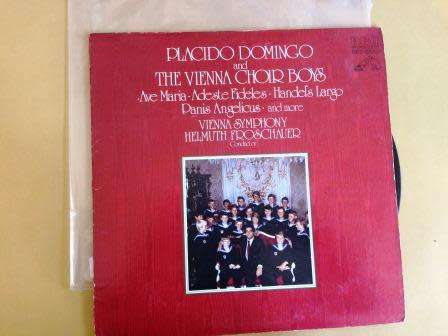 PLACIDO DOMINGO
and
THE VIENNA CHOIR BOYS
·Ave Maria·Adeste Fideles·Handel's Largo
Panis Angelicus·and more
VIENNA SYMPHONY
HELMUTH FROSCHAUER
Conductor